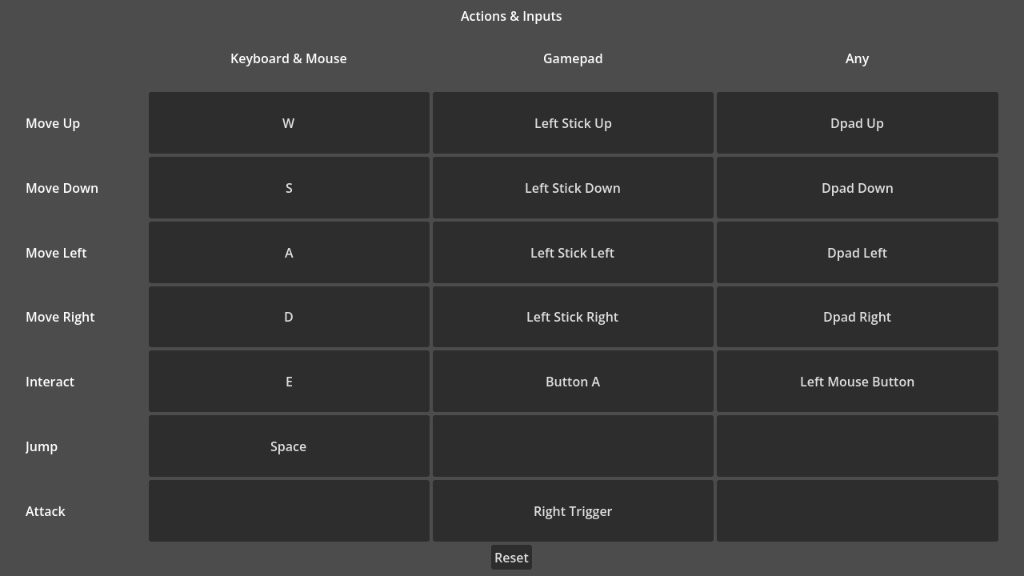 Actions & Inputs
Keyboard & Mouse Gamepad Any
Move Up W Left Stick Up Dpad Up
Move Down S Left Stick Down Dpad Down
Move Left A Left Stick Left Dpad Left
Move Right D Left Stick Right Dpad Right
Interact E Button A Left Mouse Button
Jump Space
Attack Right Trigger
Reset